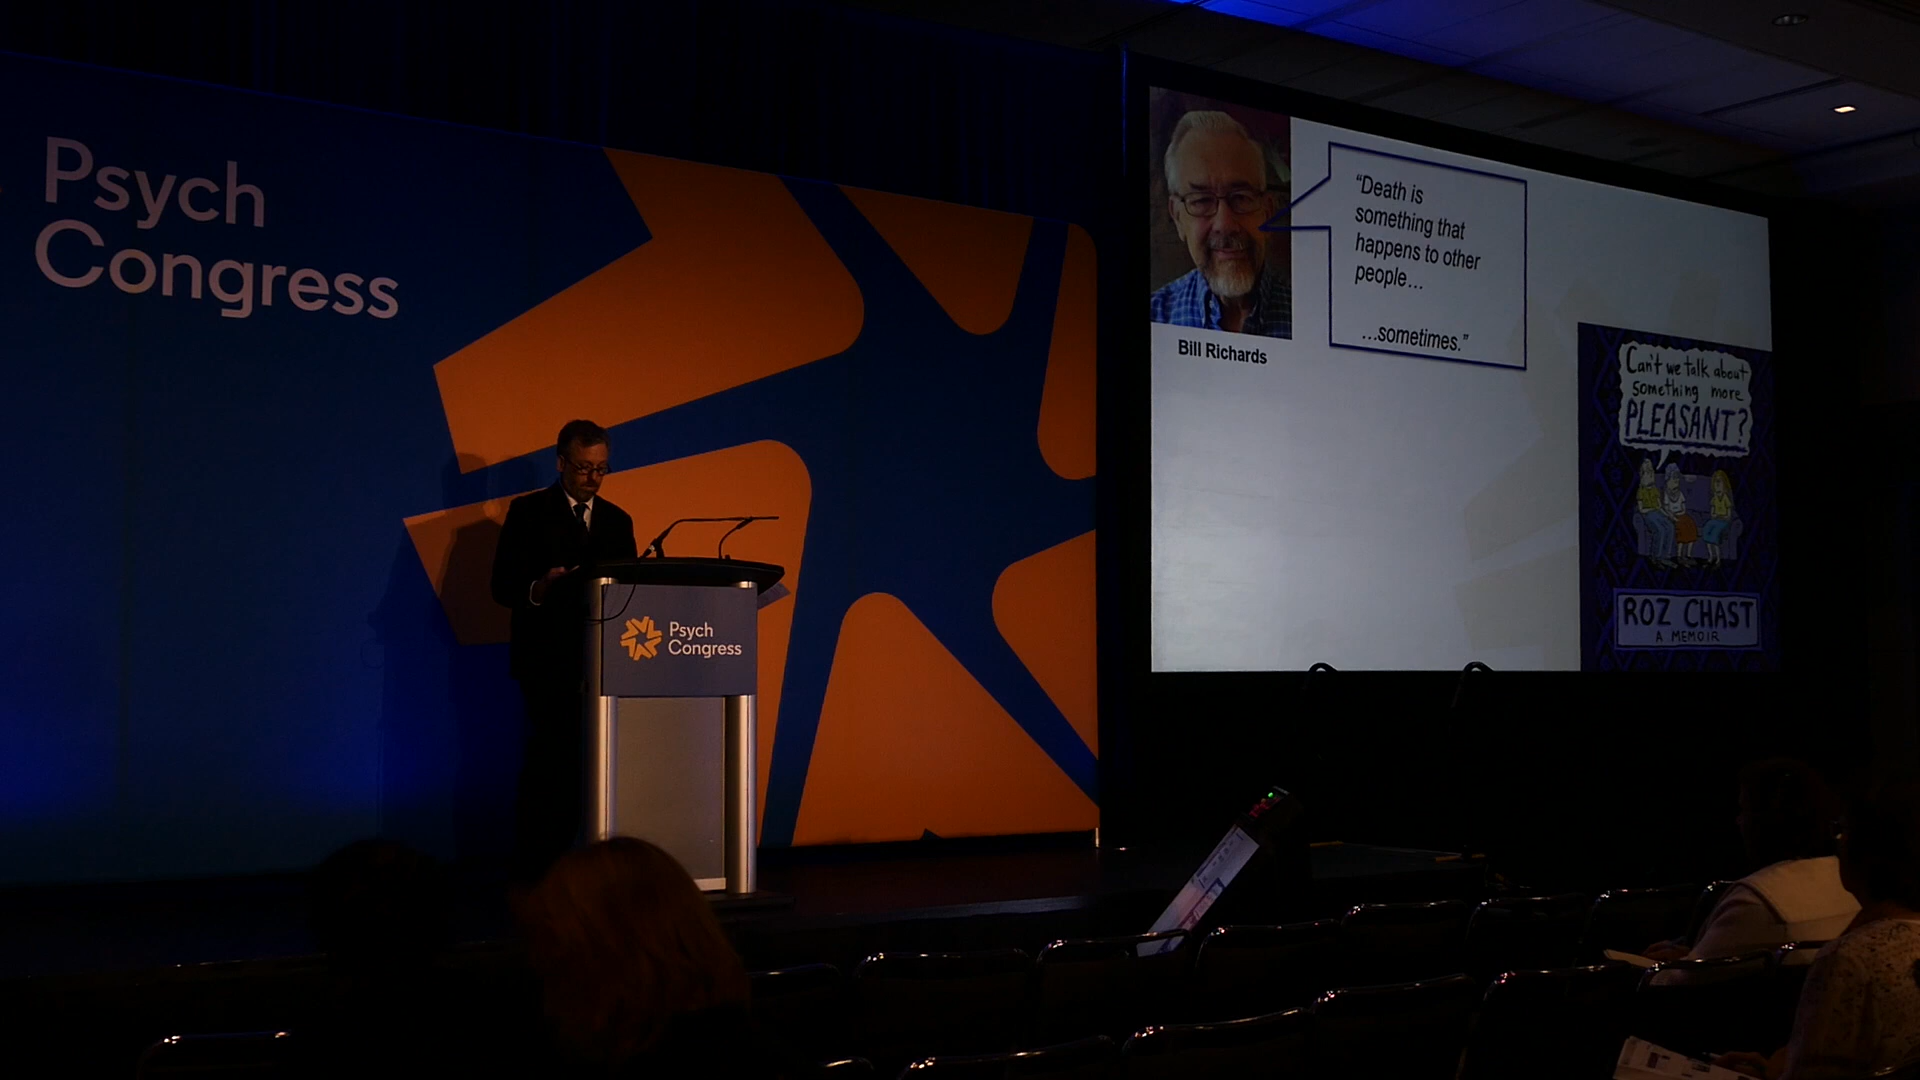 Psych
Congress
"Death is
something that
happens to other
people…
…sometimes."
Bill Richards
Can't we talk about
something more
PLEASANT?
ROZ CHAST
A MEMOIR
Psych
Congress